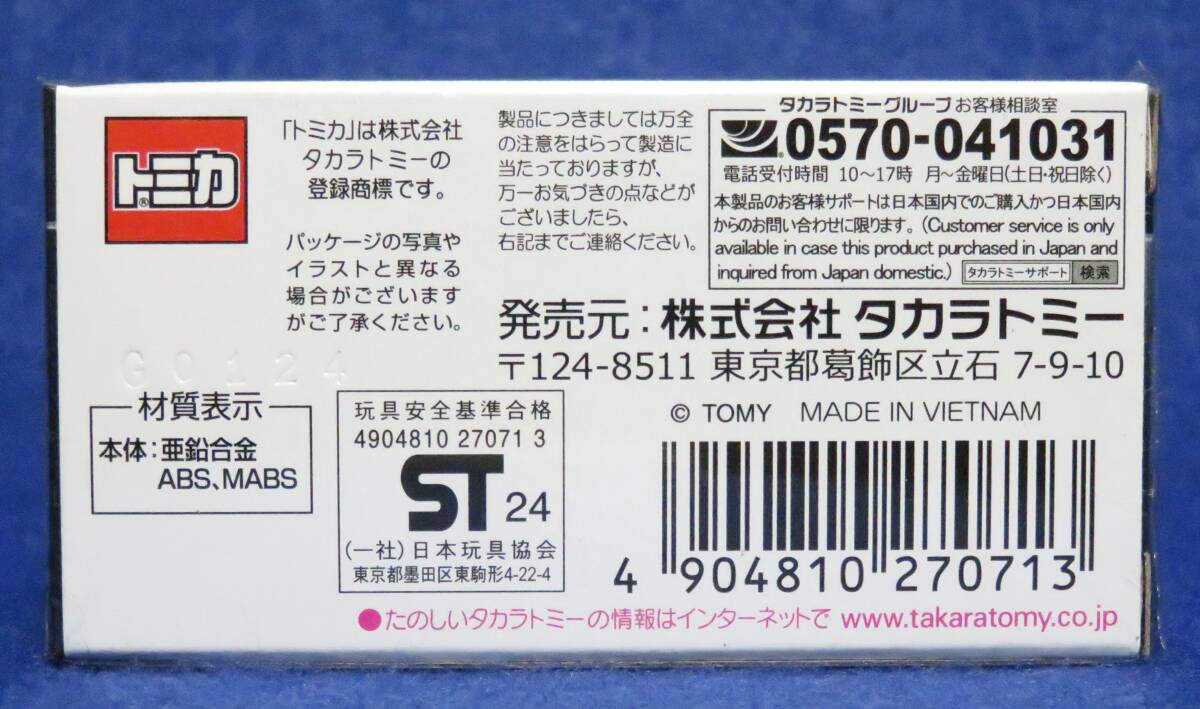 トミカ®
「トミカ」は株式会社
タカラトミーの
登録商標です。
パッケージの写真や
イラストと異なる
場合がございます
がご了承ください。
製品につきましては万全
の注意をはらって製造に
当たっておりますが、
万一お気づきの点などが
ございましたら、
右記までご連絡ください。
タカラトミーグループ お客様相談室
0570-041031
電話受付時間 10〜17時 月〜金曜日(土日・祝日除く)
本製品のお客様サポートは日本国内でのご購入かつ日本国内
からのお問い合わせに限ります。(Customer service is only
available in case this product purchased in Japan and
inquired from Japan domestic.) タカラトミーサポート 検索
発売元:株式会社 タカラトミー
〒124-8511 東京都葛飾区立石 7-9-10
G0124
材質表示
本体:亜鉛合金
ABS、MABS
玩具安全基準合格
4904810 27071 3
ST 24
(一社)日本玩具協会
東京都墨田区東駒形4-22-4
© TOMY MADE IN VIETNAM
4 904810 270713
●たのしいタカラトミーの情報はインターネットで www.takaratomy.co.jp